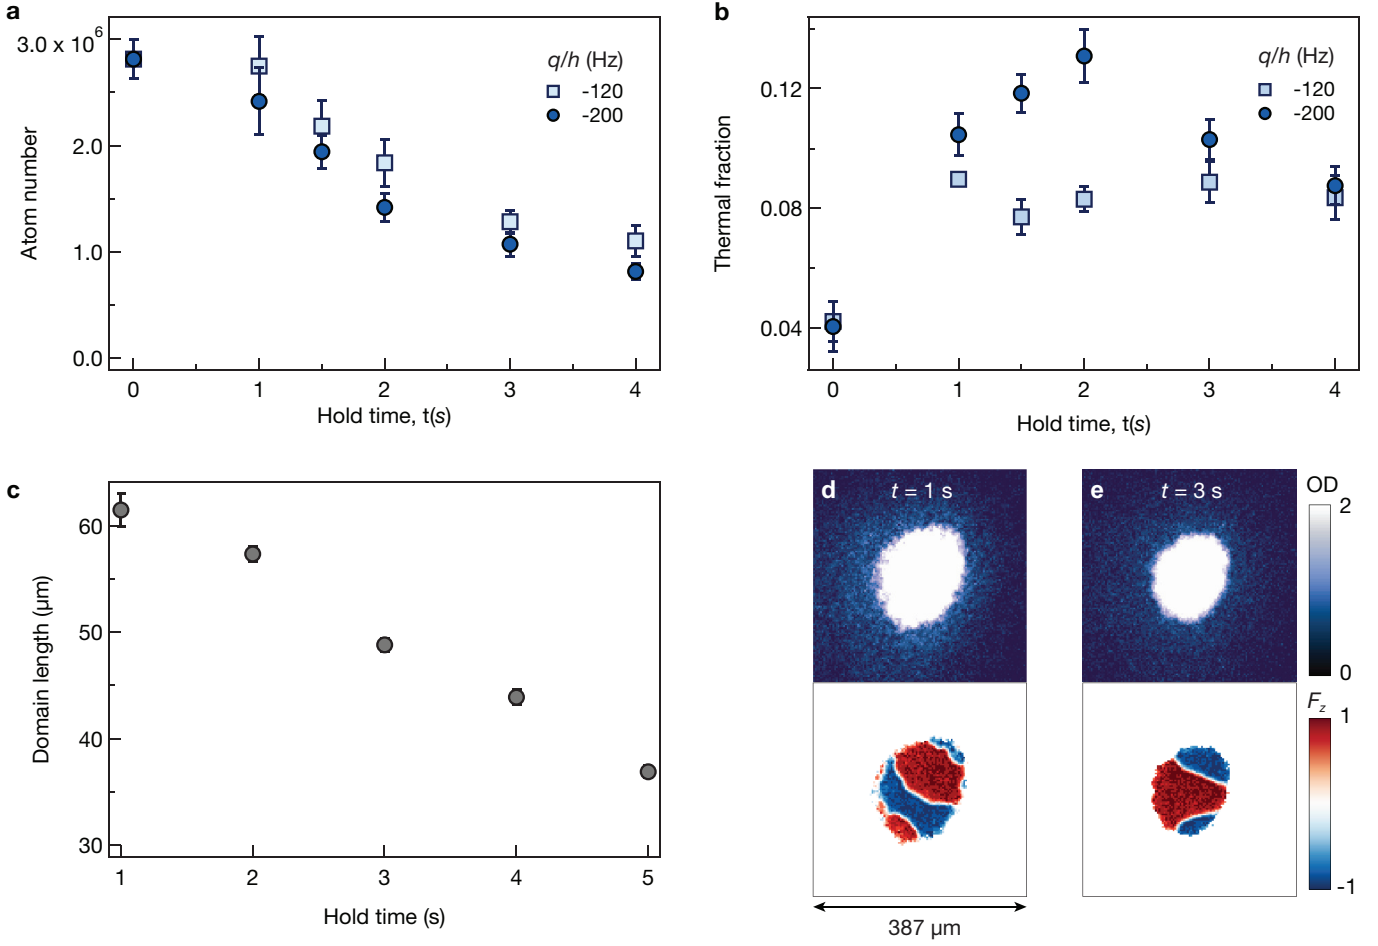 a
3.0 x 10⁶
2.0
1.0
0.0
Atom number
q/h (Hz)
-120
-200
0 1 2 3 4
Hold time, t(s)
b
0.12
0.08
0.04
Thermal fraction
q/h (Hz)
-120
-200
0 1 2 3 4
Hold time, t(s)
c
60
50
40
30
Domain length (µm)
1 2 3 4 5
Hold time (s)
d t = 1 s
e t = 3 s
OD
2
0
F_z
1
-1
387 µm